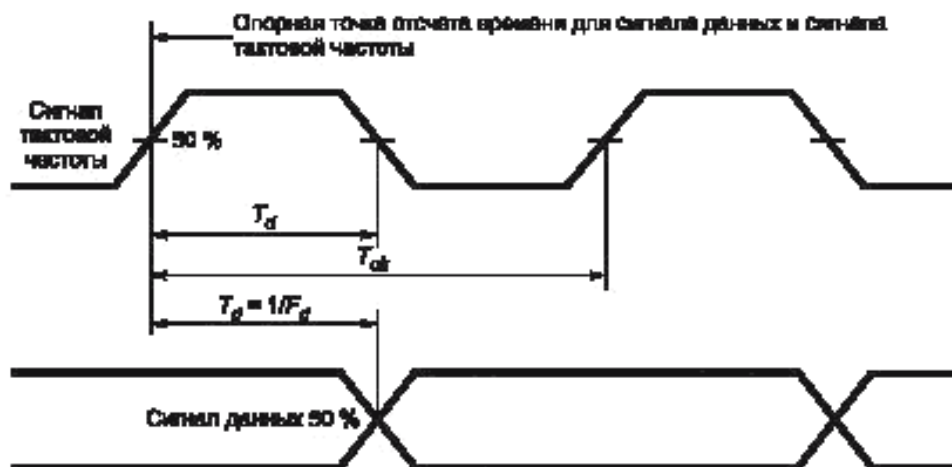 Опорная точка отсчета времени для сигнала данных и сигнала
тактовой частоты
Сигнал
тактовой
частоты
50 %
T_d
T_clk
T_d = 1/F_d
Сигнал данных 50 %